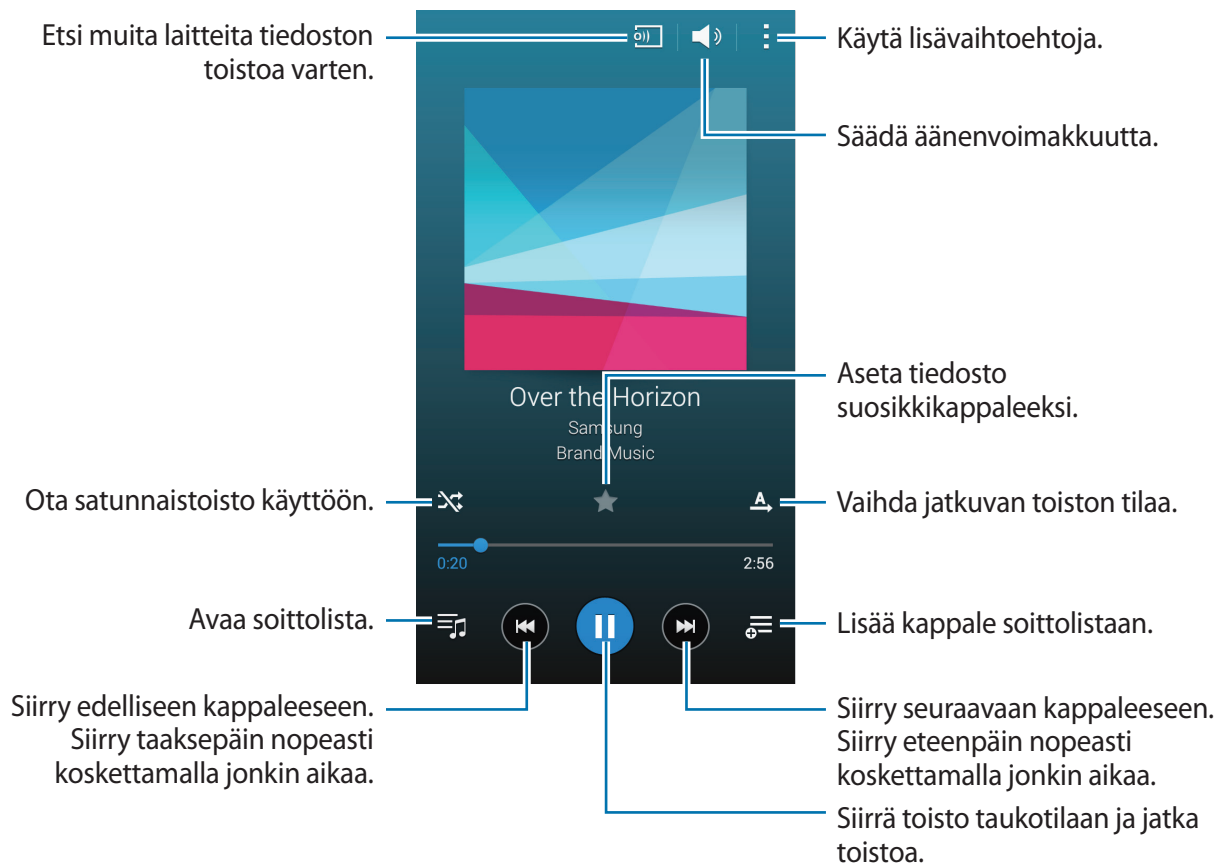 Etsi muita laitteita tiedoston
toistoa varten.
Käytä lisävaihtoehtoja.
Säädä äänenvoimakkuutta.
Aseta tiedosto
suosikkikappaleeksi.
Over the Horizon
Samsung
Brand Music
Ota satunnaistoisto käyttöön.
A
Vaihda jatkuvan toiston tilaa.
0:20
2:56
Avaa soittolista.
Lisää kappale soittolistaan.
Siirry edelliseen kappaleeseen.
Siirry taaksepäin nopeasti
koskettamalla jonkin aikaa.
Siirry seuraavaan kappaleeseen.
Siirry eteenpäin nopeasti
koskettamalla jonkin aikaa.
Siirrä toisto taukotilaan ja jatka
toistoa.